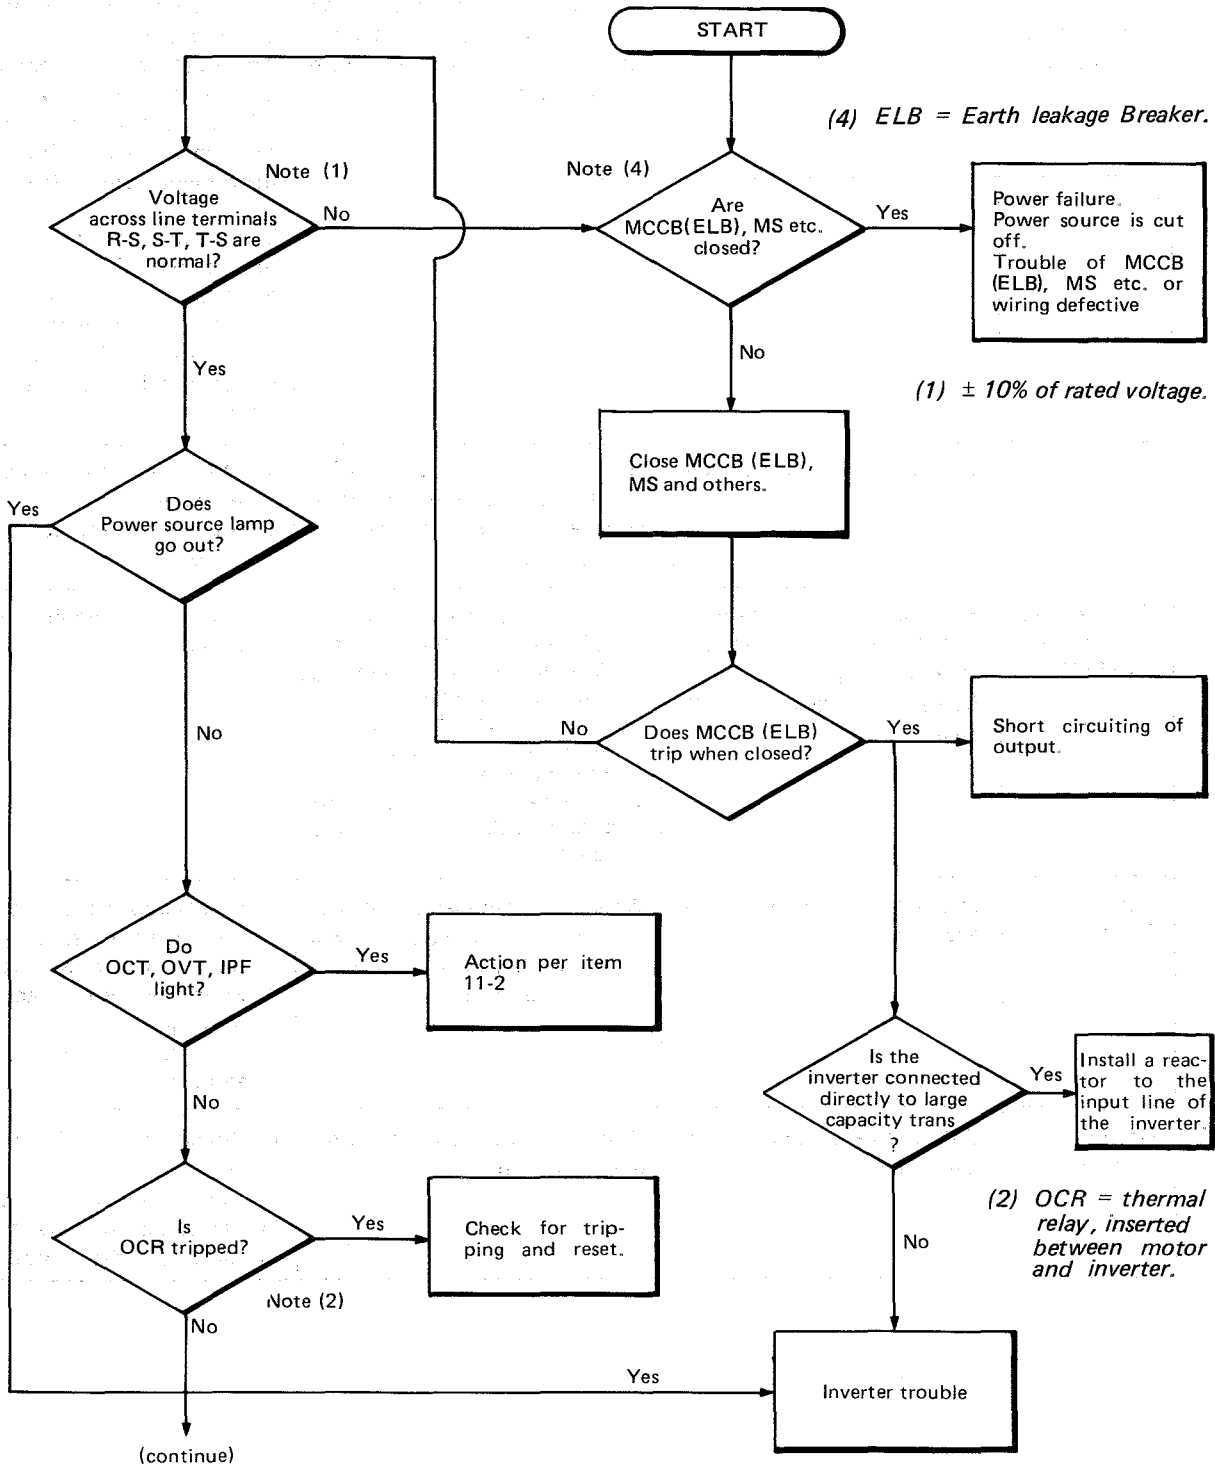 START
(4) ELB = Earth leakage Breaker.
Note (1)
Note (4)
Voltage
across line terminals
R-S, S-T, T-S are
normal?
No
Are
MCCB(ELB), MS etc.
closed?
Yes
Power failure.
Power source is cut
off.
Trouble of MCCB
(ELB), MS etc. or
wiring defective
Yes
No
(1) ± 10% of rated voltage.
Close MCCB (ELB),
MS and others.
Yes
Does
Power source lamp
go out?
No
No
Does MCCB (ELB)
trip when closed?
Yes
Short circuiting of
output.
Do
OCT, OVT, IPF
light?
Yes
Action per item
11-2
No
Is the
inverter connected
directly to large
capacity trans
?
Yes
Install a reac-
tor to the
input line of
the inverter.
Is
OCR tripped?
Yes
Check for trip-
ping and reset.
Note (2)
No
(2) OCR = thermal
relay, inserted
between motor
and inverter.
No
Yes
Inverter trouble
(continue)